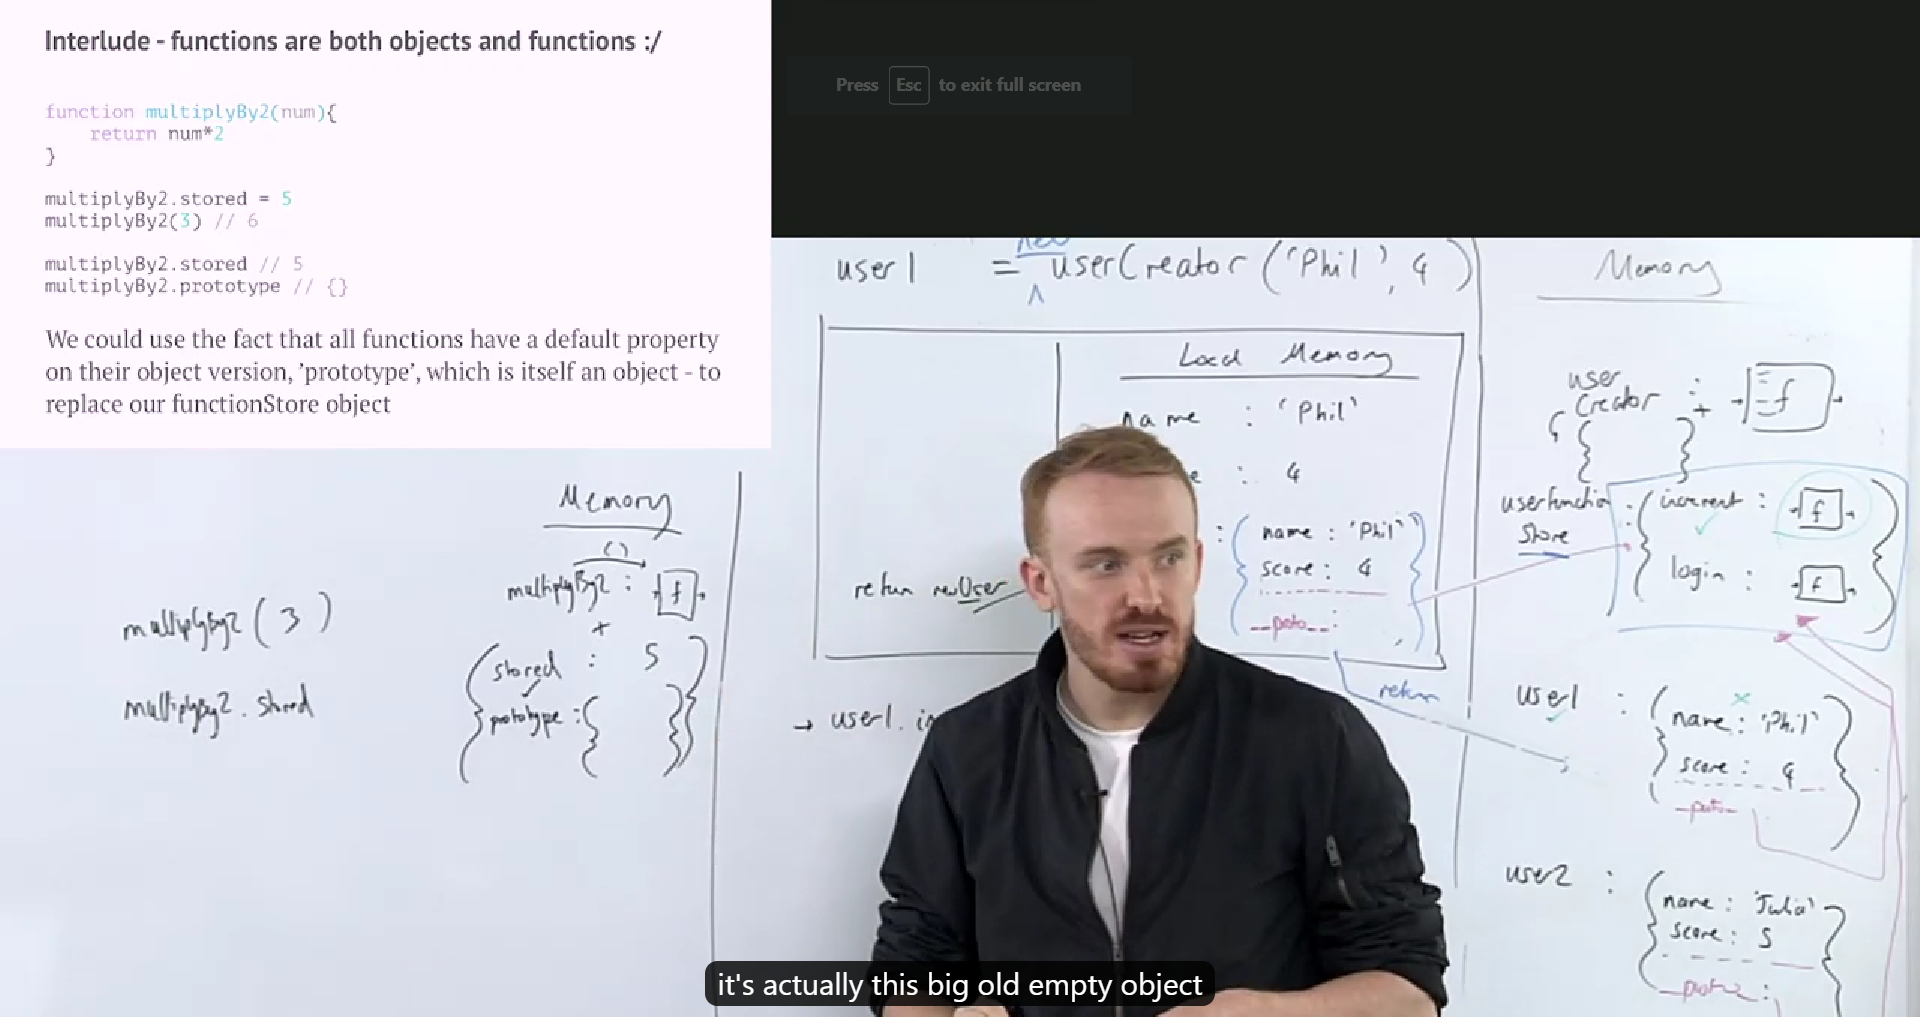 Interlude - functions are both objects and functions :/
function multiplyBy2(num){
return num*2
}
multiplyBy2.stored = 5
multiplyBy2(3) // 6
multiplyBy2.stored // 5
multiplyBy2.prototype // {}
We could use the fact that all functions have a default property
on their object version, 'prototype', which is itself an object - to
replace our functionStore object
Press Esc to exit full screen
Memory
multiplyBy2 : f
()
+
multiplyBy2(3)
multiplyBy2.stored
{stored : 5
prototype : { }}
new
user1 = userCreator('Phil', 4)
^
Local Memory
name : 'Phil'
: 4
: {name : 'Phil'
score : 4
__proto__ : }
return newUser
return
→ user1.
Memory
user
Creator : + f
{ }
userfunction : {increment : f
Store
login : f }
user1 : {name : 'Phil'
score : 4
__proto__ }
user2 : {name : 'Julia'
score : 5
__proto__ :
it's actually this big old empty object